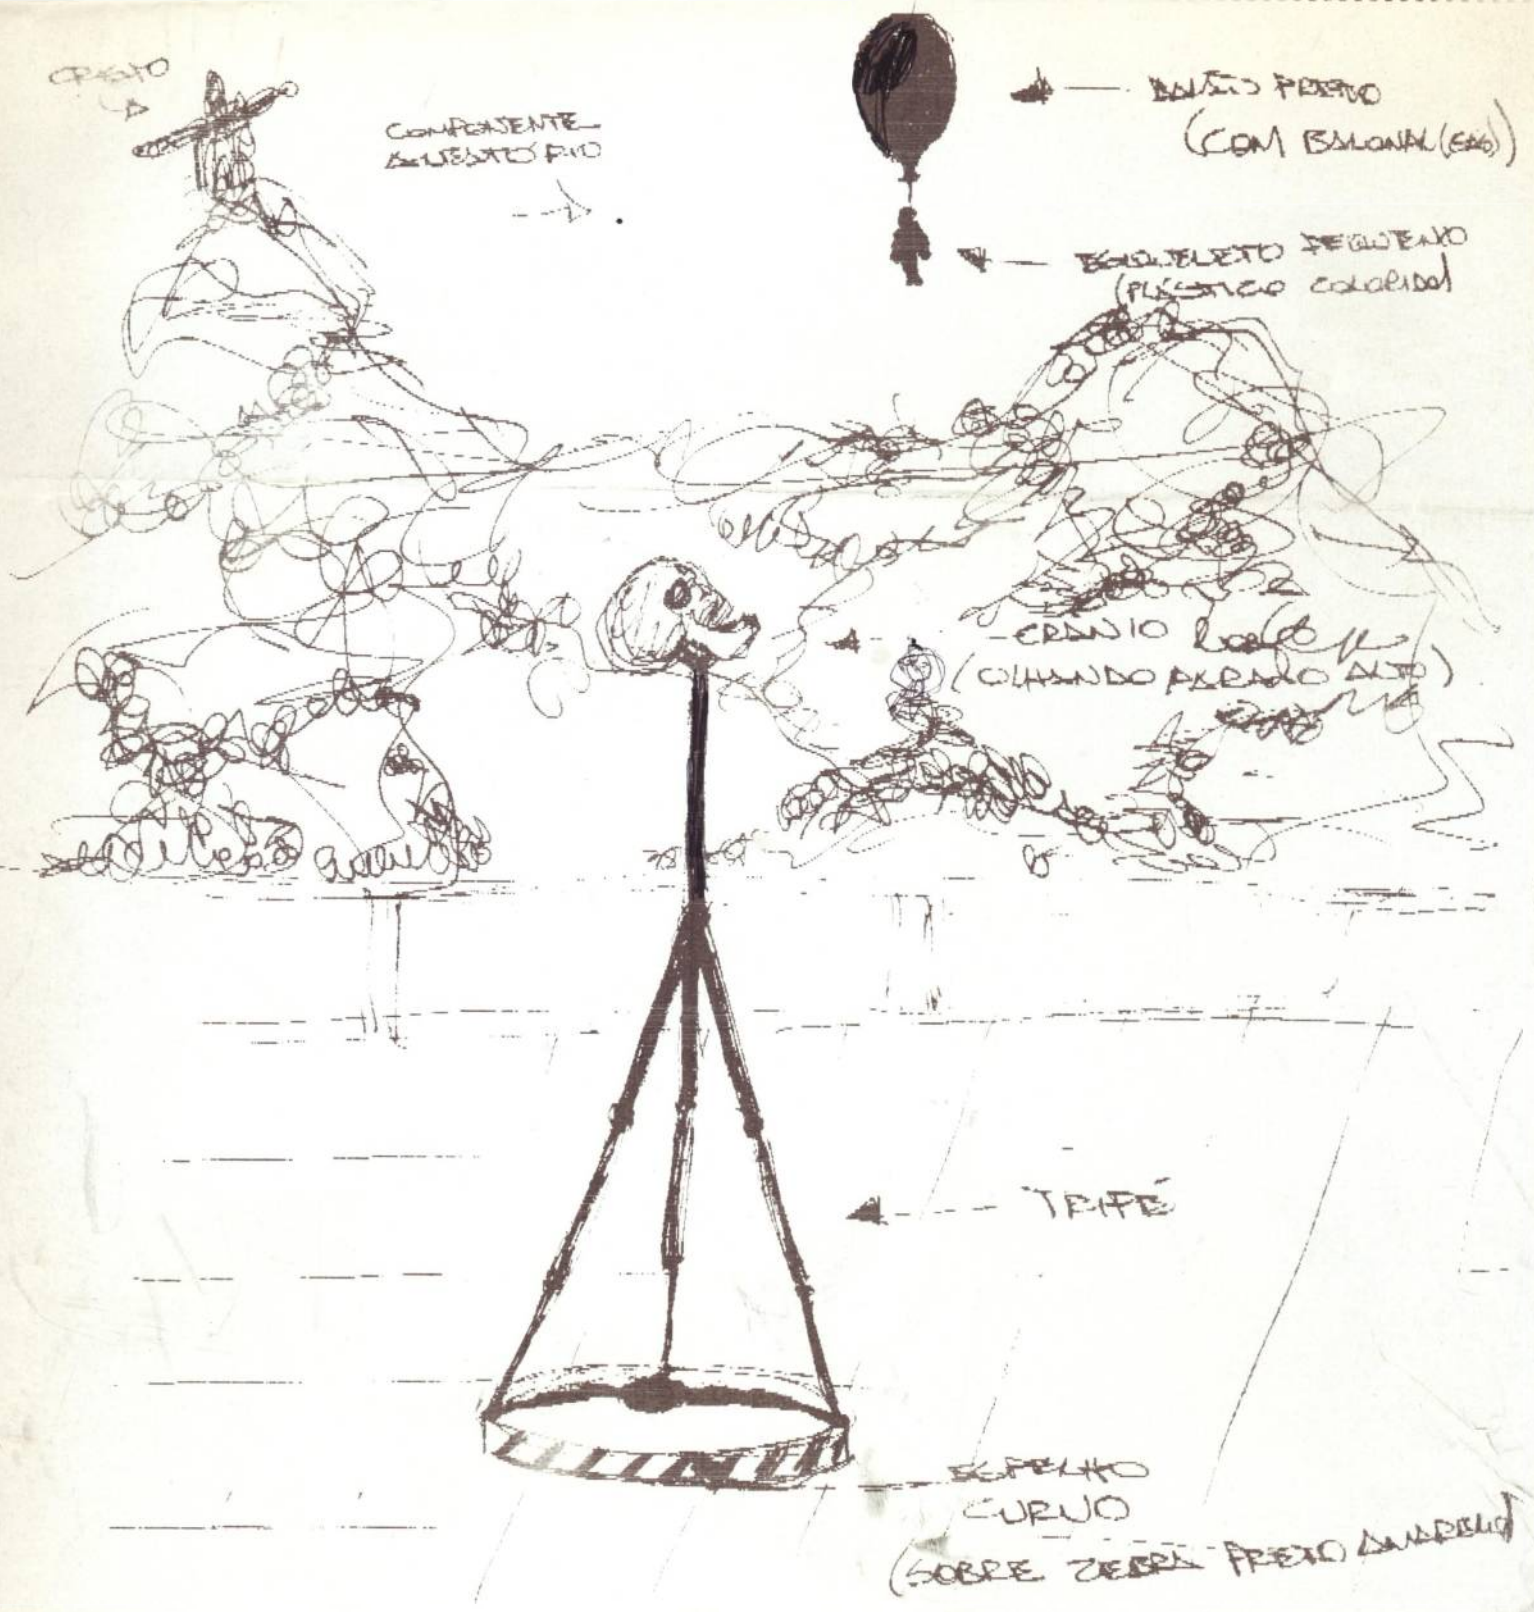 CRISTO
COMPONENTE
ALEATÓRIO
BALÃO PRETO
(COM BALONAL (GÁS))
ESQUELETO PEQUENO
(PLÁSTICO COLORIDO)
CRÂNIO
(OLHANDO PARA O ALTO)
TRIPÉ
ESPELHO
CURVO
(SOBRE ZEBRA PRETO AMARELO)